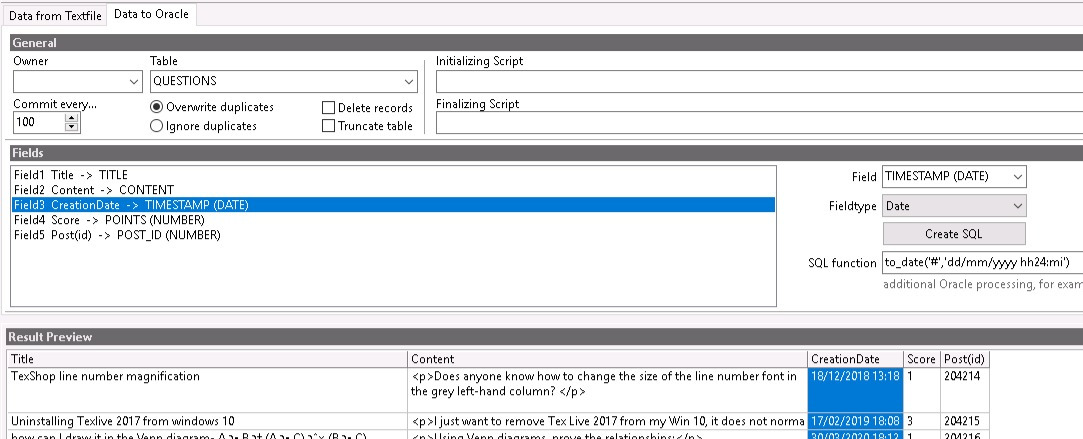 Data from Textfile Data to Oracle
General
Owner Table Initializing Script
QUESTIONS
Commit every... Overwrite duplicates Delete records Finalizing Script
100 Ignore duplicates Truncate table
Fields
Field1 Title -> TITLE
Field2 Content -> CONTENT
Field3 CreationDate -> TIMESTAMP (DATE)
Field4 Score -> POINTS (NUMBER)
Field5 Post(id) -> POST_ID (NUMBER)
Field TIMESTAMP (DATE)
Fieldtype Date
Create SQL
SQL function to_date('#','dd/mm/yyyy hh24:mi')
additional Oracle processing, for exam
Result Preview
Title Content CreationDate Score Post(id)
TexShop line number magnification <p>Does anyone know how to change the size of the line number font in 18/12/2018 13:18 1 204214
the grey left-hand column? </p>
Uninstalling Texlive 2017 from windows 10 <p>I just want to remove Tex Live 2017 from my Win 10, it does not norma 17/02/2019 18:08 3 204215
how can I draw it in the Venn diagram- <p>Using Venn diagrams, prove the relationships:</p> 30/03/2020 18:12 1 204216